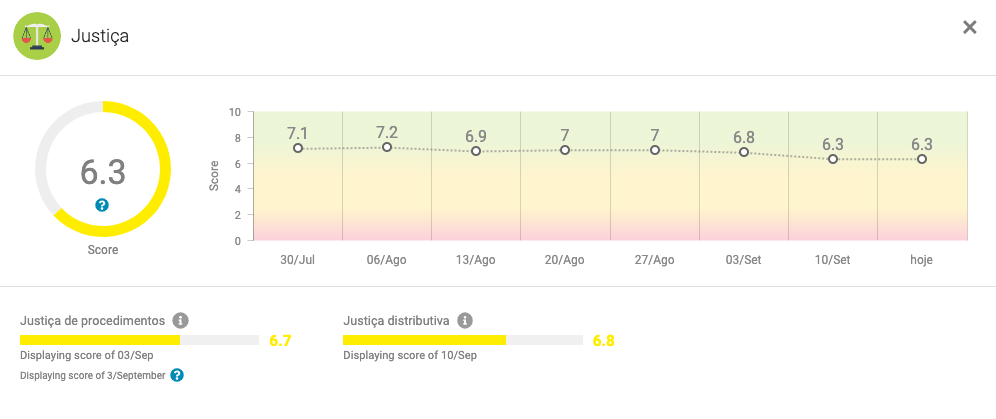 Justiça
6.3
Score
Score
10
8
6
4
2
0
7.1
7.2
6.9
7
7
6.8
6.3
6.3
30/Jul
06/Ago
13/Ago
20/Ago
27/Ago
03/Set
10/Set
hoje
Justiça de procedimentos
6.7
Displaying score of 03/Sep
Displaying score of 3/September
Justiça distributiva
6.8
Displaying score of 10/Sep